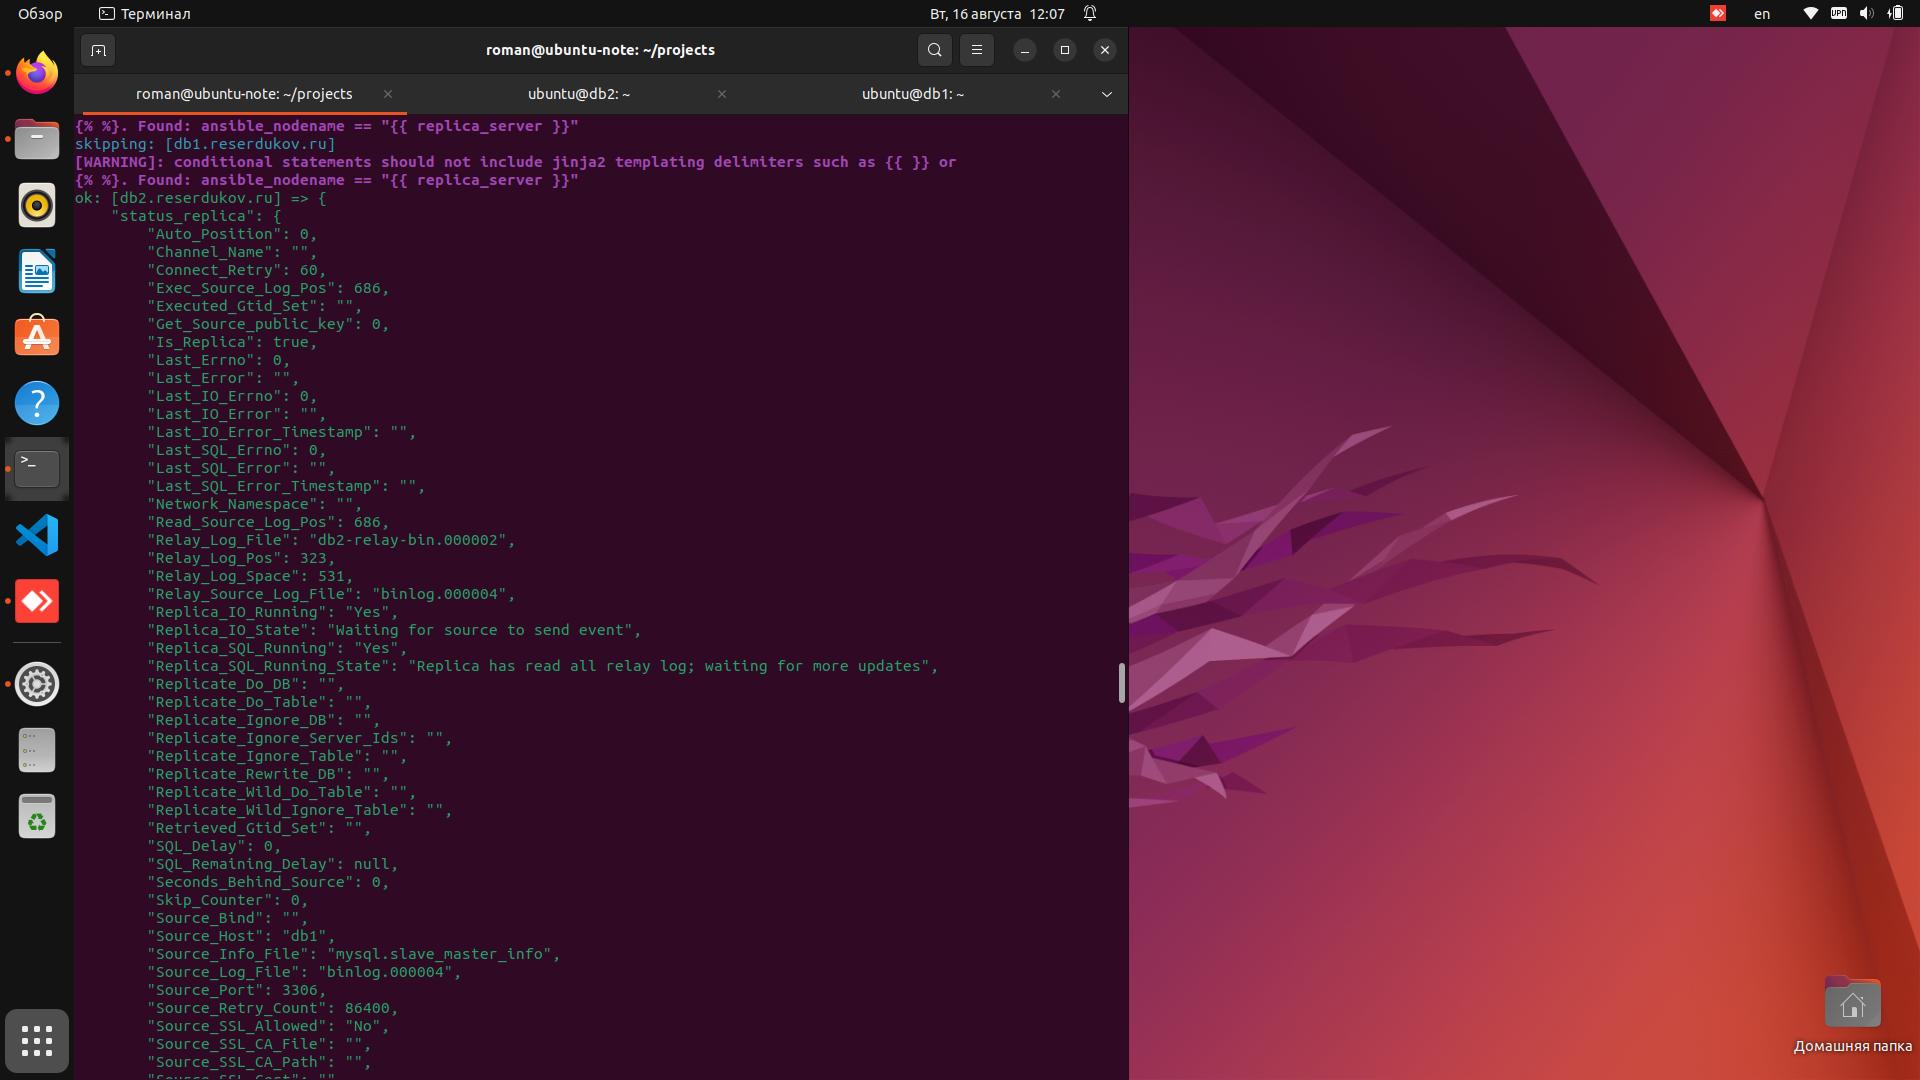 Обзор
Терминал
Вт, 16 августа 12:07
en
VPN
roman@ubuntu-note: ~/projects
roman@ubuntu-note: ~/projects
ubuntu@db2: ~
ubuntu@db1: ~
{% %}. Found: ansible_nodename == "{{ replica_server }}"
skipping: [db1.reserdukov.ru]
[WARNING]: conditional statements should not include jinja2 templating delimiters such as {{ }} or
{% %}. Found: ansible_nodename == "{{ replica_server }}"
ok: [db2.reserdukov.ru] => {
    "status_replica": {
        "Auto_Position": 0,
        "Channel_Name": "",
        "Connect_Retry": 60,
        "Exec_Source_Log_Pos": 686,
        "Executed_Gtid_Set": "",
        "Get_Source_public_key": 0,
        "Is_Replica": true,
        "Last_Errno": 0,
        "Last_Error": "",
        "Last_IO_Errno": 0,
        "Last_IO_Error": "",
        "Last_IO_Error_Timestamp": "",
        "Last_SQL_Errno": 0,
        "Last_SQL_Error": "",
        "Last_SQL_Error_Timestamp": "",
        "Network_Namespace": "",
        "Read_Source_Log_Pos": 686,
        "Relay_Log_File": "db2-relay-bin.000002",
        "Relay_Log_Pos": 323,
        "Relay_Log_Space": 531,
        "Relay_Source_Log_File": "binlog.000004",
        "Replica_IO_Running": "Yes",
        "Replica_IO_State": "Waiting for source to send event",
        "Replica_SQL_Running": "Yes",
        "Replica_SQL_Running_State": "Replica has read all relay log; waiting for more updates",
        "Replicate_Do_DB": "",
        "Replicate_Do_Table": "",
        "Replicate_Ignore_DB": "",
        "Replicate_Ignore_Server_Ids": "",
        "Replicate_Ignore_Table": "",
        "Replicate_Rewrite_DB": "",
        "Replicate_Wild_Do_Table": "",
        "Replicate_Wild_Ignore_Table": "",
        "Retrieved_Gtid_Set": "",
        "SQL_Delay": 0,
        "SQL_Remaining_Delay": null,
        "Seconds_Behind_Source": 0,
        "Skip_Counter": 0,
        "Source_Bind": "",
        "Source_Host": "db1",
        "Source_Info_File": "mysql.slave_master_info",
        "Source_Log_File": "binlog.000004",
        "Source_Port": 3306,
        "Source_Retry_Count": 86400,
        "Source_SSL_Allowed": "No",
        "Source_SSL_CA_File": "",
        "Source_SSL_CA_Path": "",
Домашняя папка